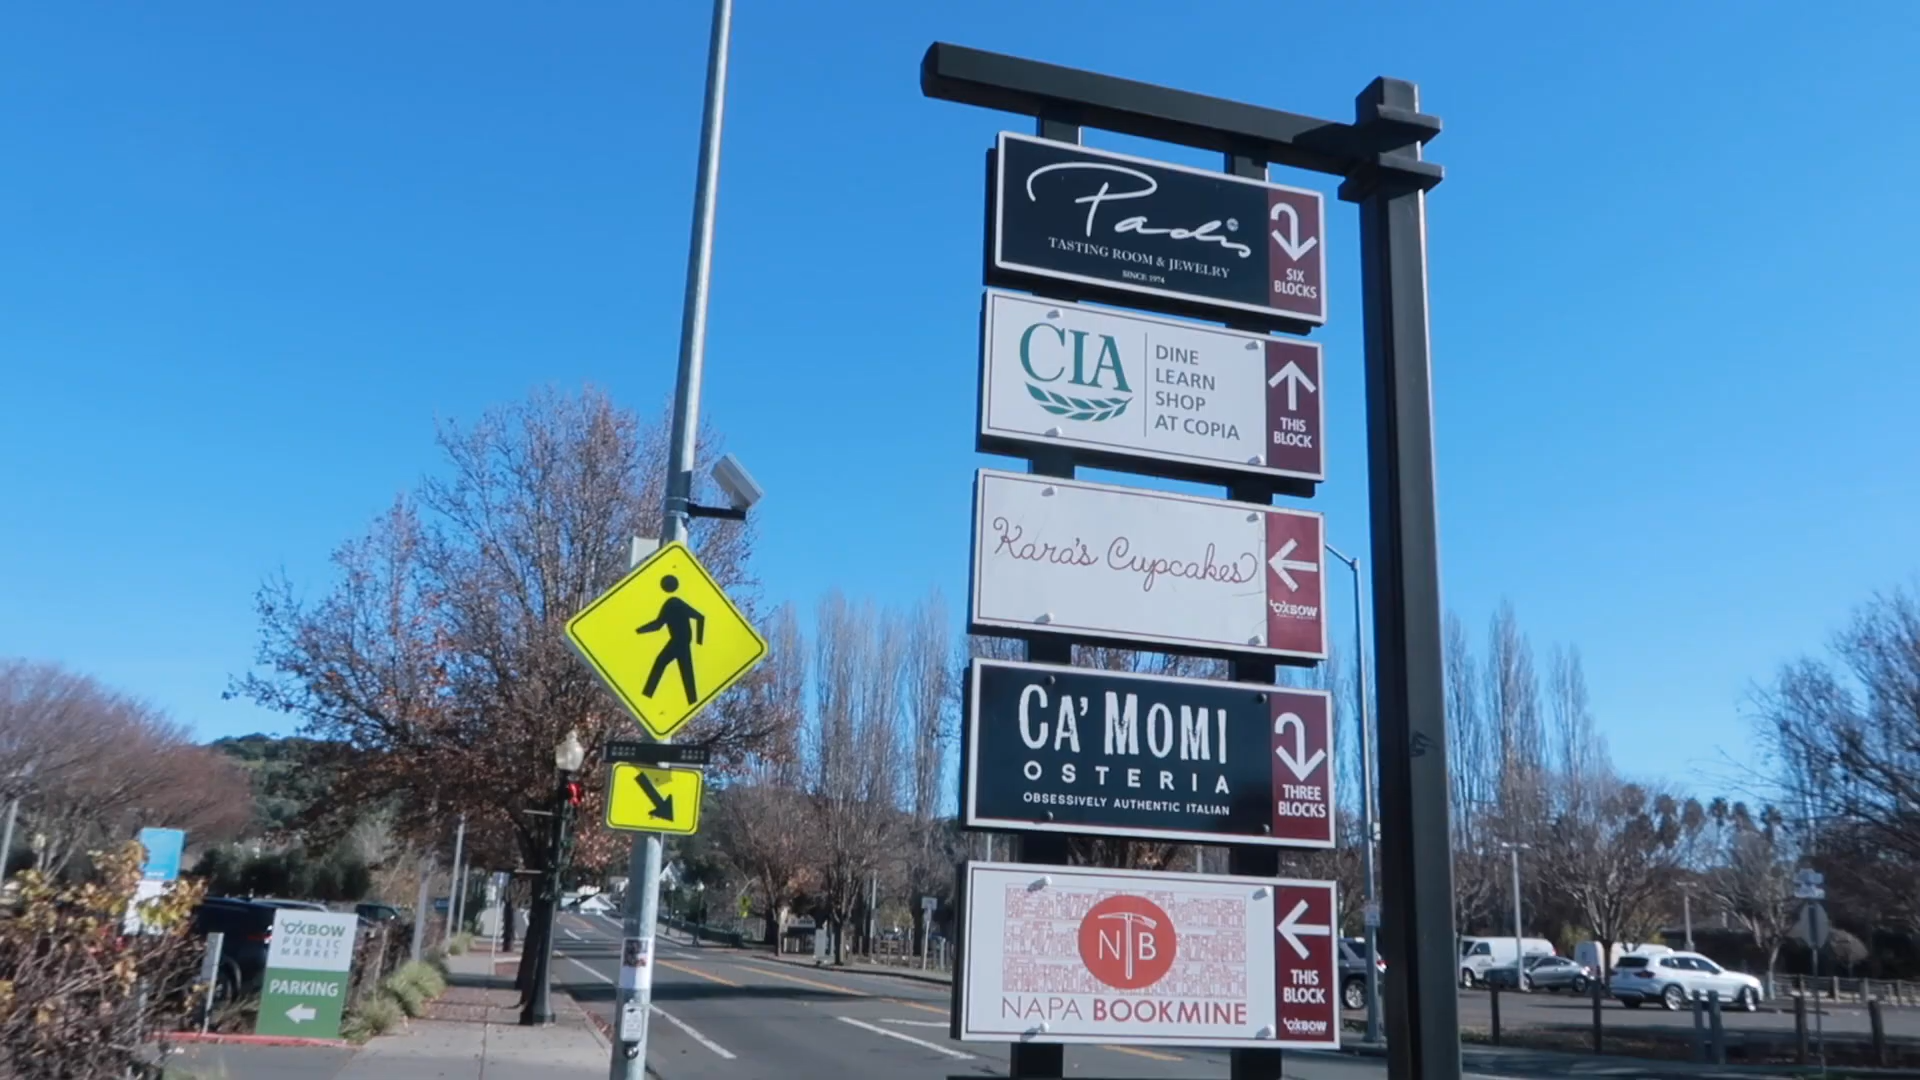 Padis
TASTING ROOM & JEWELRY
SINCE 1974
SIX
BLOCKS
CIA
DINE
LEARN
SHOP
AT COPIA
THIS
BLOCK
Kara's Cupcakes
OXBOW
CA' MOMI
OSTERIA
OBSESSIVELY AUTHENTIC ITALIAN
THREE
BLOCKS
NTB
NAPA BOOKMINE
THIS
BLOCK
OXBOW
OXBOW
PUBLIC
MARKET
PARKING